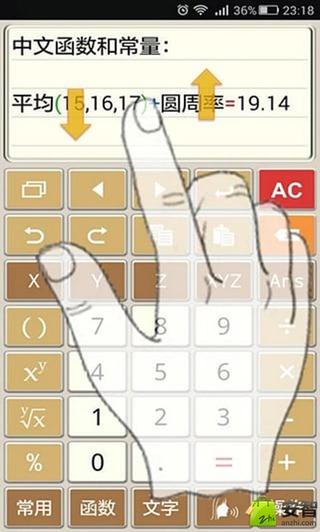 36% 23:18
中文函数和常量：
平均(15,16,17)+圆周率=19.14
AC
X Y Z XYZ Ans
( ) 7 8 9 ÷
xʸ 4 5 6
ʸ√x 1 2 3 -
% 0 . = +
常用 函数 文字
安智
anzhi.com